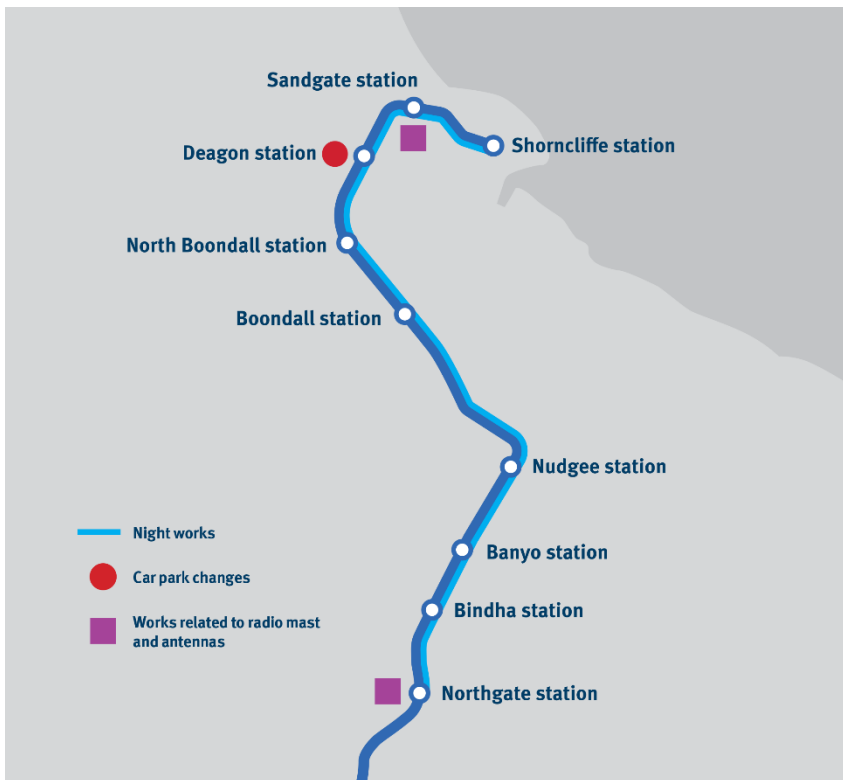 Sandgate station
Deagon station
Shorncliffe station
North Boondall station
Boondall station
Nudgee station
Night works
Banyo station
Car park changes
Bindha station
Works related to radio mast
and antennas
Northgate station